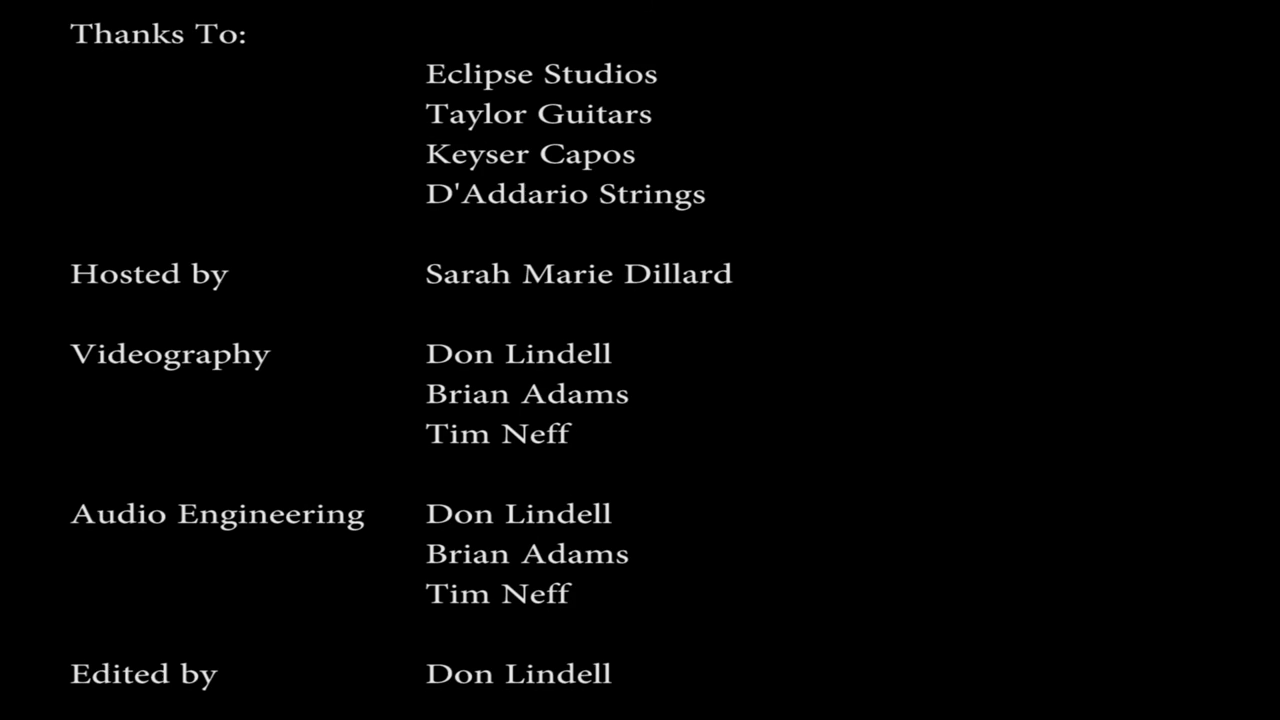 Thanks To:
Eclipse Studios
Taylor Guitars
Keyser Capos
D'Addario Strings
Hosted by Sarah Marie Dillard
Videography Don Lindell
Brian Adams
Tim Neff
Audio Engineering Don Lindell
Brian Adams
Tim Neff
Edited by Don Lindell